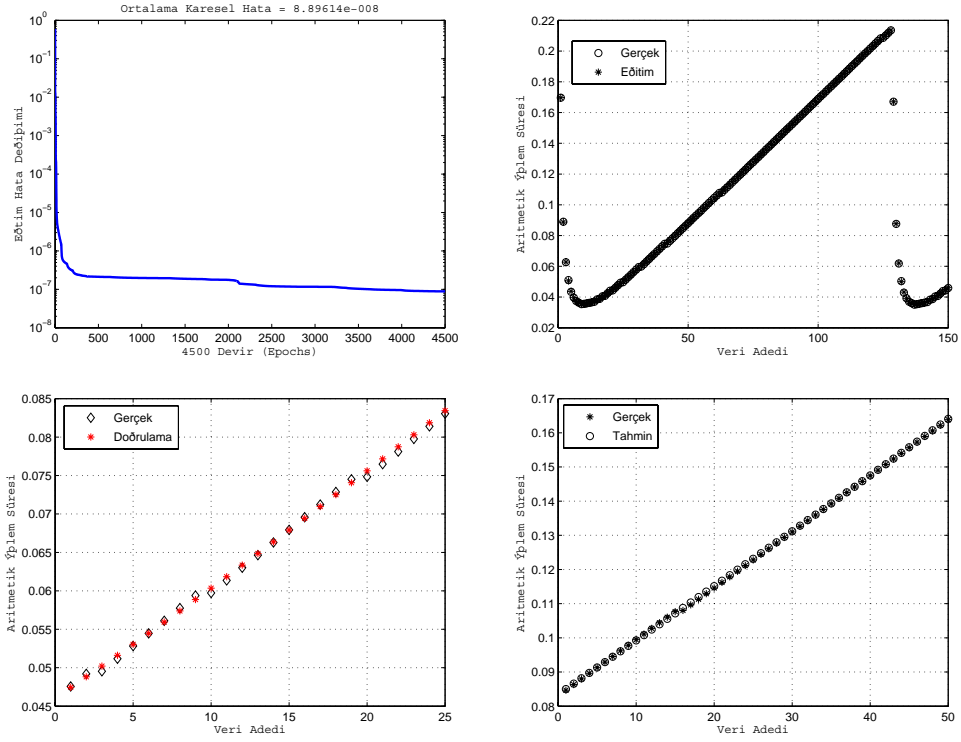 Ortalama Karesel Hata = 8.89614e-008
Eðtim Hata Deðiþimi
10^0
10^-1
10^-2
10^-3
10^-4
10^-5
10^-6
10^-7
10^-8
0 500 1000 1500 2000 2500 3000 3500 4000 4500
4500 Devir (Epochs)
Aritmetik Ýþlem Süresi
0.22
0.2
0.18
0.16
0.14
0.12
0.1
0.08
0.06
0.04
0.02
Gerçek
Eðitim
0 50 100 150
Veri Adedi
Aritmetik Ýþlem Süresi
0.085
0.08
0.075
0.07
0.065
0.06
0.055
0.05
0.045
Gerçek
Doðrulama
0 5 10 15 20 25
Veri Adedi
Aritmetik Ýþlem Süresi
0.17
0.16
0.15
0.14
0.13
0.12
0.11
0.1
0.09
0.08
Gerçek
Tahmin
0 10 20 30 40 50
Veri Adedi